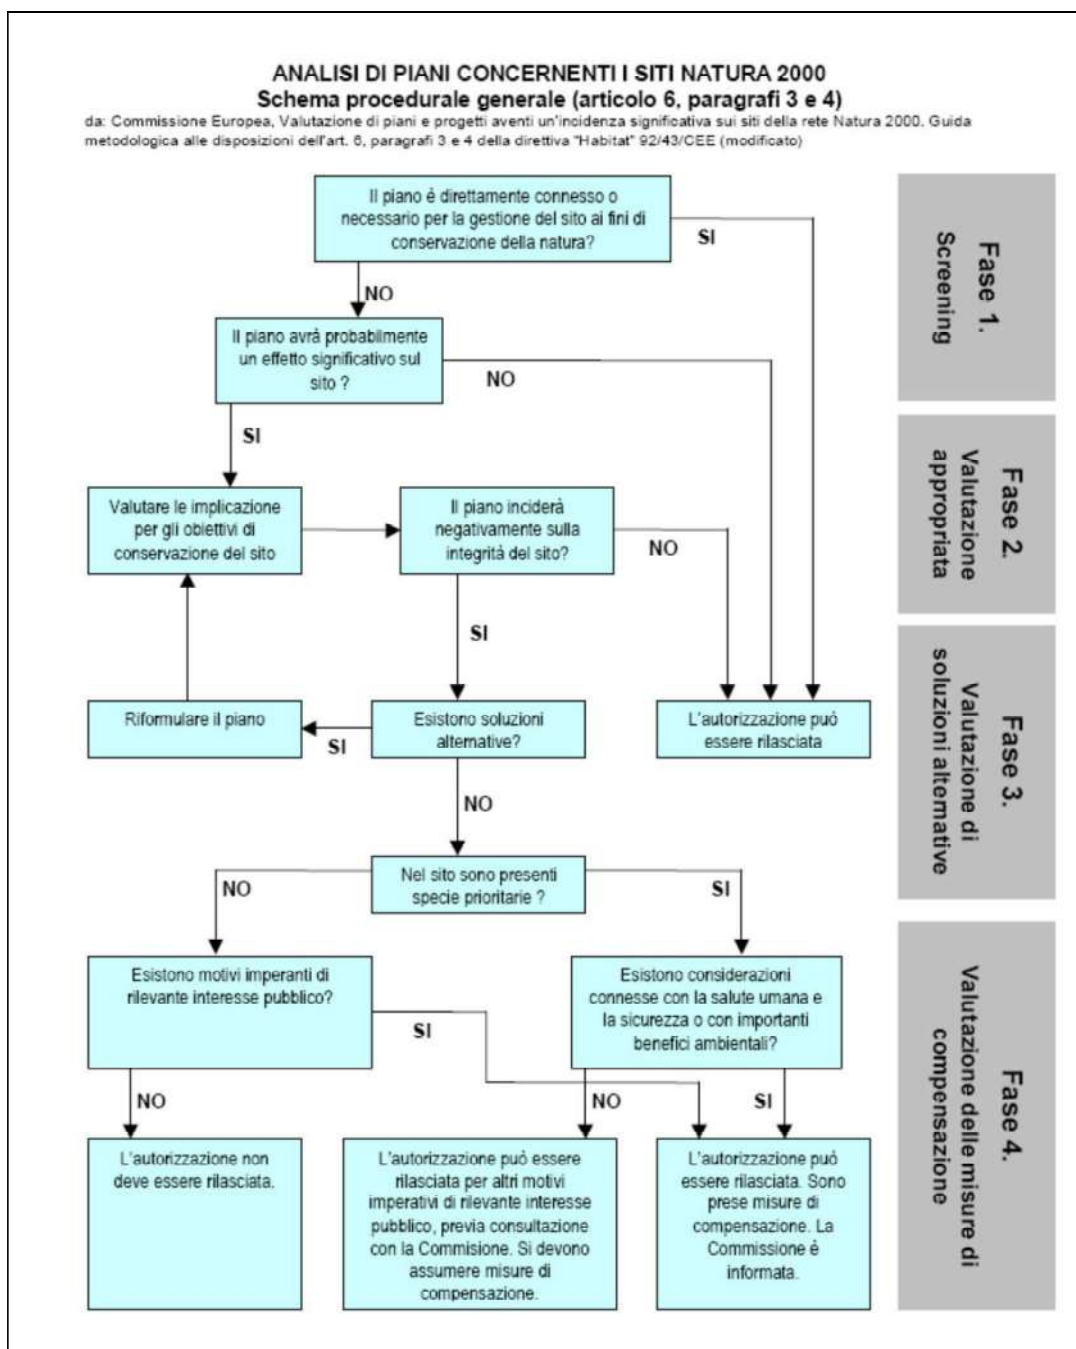 ANALISI DI PIANI CONCERNENTI I SITI NATURA 2000
Schema procedurale generale (articolo 6, paragrafi 3 e 4)
da: Commissione Europea, Valutazione di piani e progetti aventi un'incidenza significativa sui siti della rete Natura 2000. Guida
metodologica alle disposizioni dell'art. 6, paragrafi 3 e 4 della direttiva "Habitat" 92/43/CEE (modificato)
Il piano è direttamente connesso o
necessario per la gestione del sito ai fini di
conservazione della natura?
SI
NO
Fase 1.
Screening
Il piano avrà probabilmente
un effetto significativo sul
sito ?
NO
SI
Fase 2.
Valutazione
appropriata
Valutare le implicazione
per gli obiettivi di
conservazione del sito
Il piano inciderà
negativamente sulla
integrità del sito?
NO
SI
Fase 3.
Valutazione di
soluzioni alternative
Riformulare il piano
SI
Esistono soluzioni
alternative?
L'autorizzazione può
essere rilasciata
NO
Nel sito sono presenti
specie prioritarie ?
NO
SI
Fase 4.
Valutazione delle misure di
compensazione
Esistono motivi imperanti di
rilevante interesse pubblico?
SI
Esistono considerazioni
connesse con la salute umana e
la sicurezza o con importanti
benefici ambientali?
NO
NO
SI
L'autorizzazione non
deve essere rilasciata.
L'autorizzazione può essere
rilasciata per altri motivi
imperativi di rilevante interesse
pubblico, previa consultazione
con la Commisione. Si devono
assumere misure di
compensazione.
L'autorizzazione può
essere rilasciata. Sono
prese misure di
compensazione. La
Commissione è
informata.